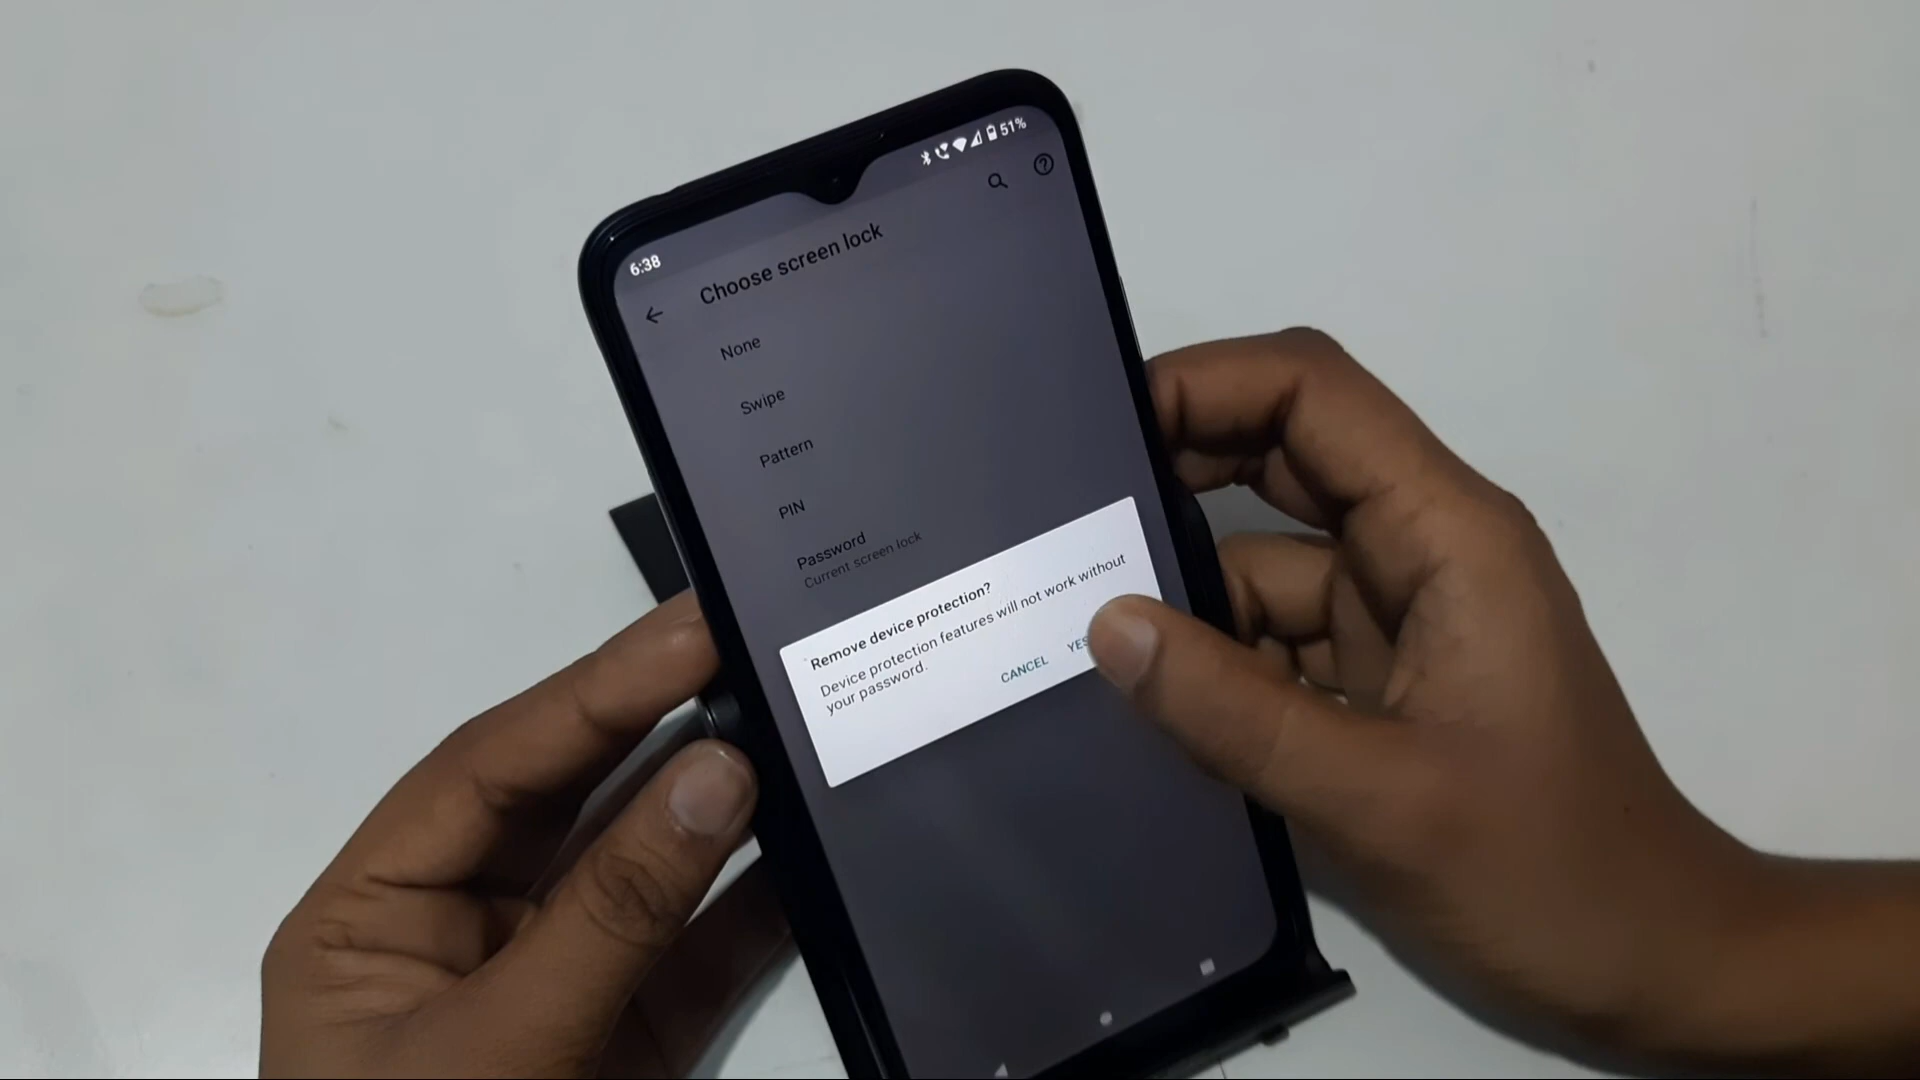 6:38
51%
Choose screen lock
None
Swipe
Pattern
PIN
Password
Current screen lock
Remove device protection?
Device protection features will not work without
your password.
CANCEL
YES